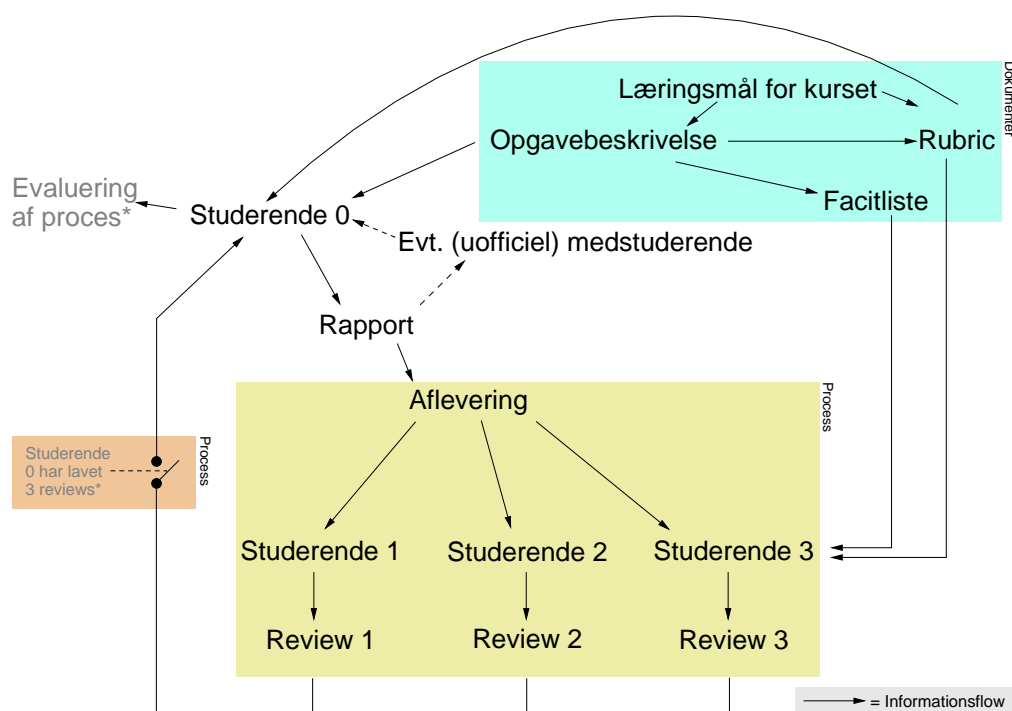 Dokumenter
Læringsmål for kurset
Opgavebeskrivelse
Rubric
Evaluering
af proces*
Studerende 0
Facitliste
Evt. (uofficiel) medstuderende
Rapport
Process
Aflevering
Process
Studerende
0 har lavet
3 reviews*
Studerende 1
Studerende 2
Studerende 3
Review 1
Review 2
Review 3
= Informationsflow